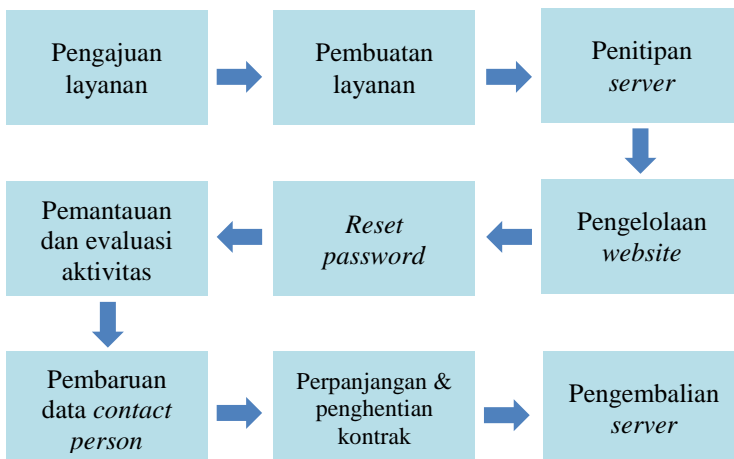 Pengajuan
layanan
Pembuatan
layanan
Penitipan
server
Pengelolaan
website
Reset
password
Pemantauan
dan evaluasi
aktivitas
Pembaruan
data contact
person
Perpanjangan &
penghentian
kontrak
Pengembalian
server